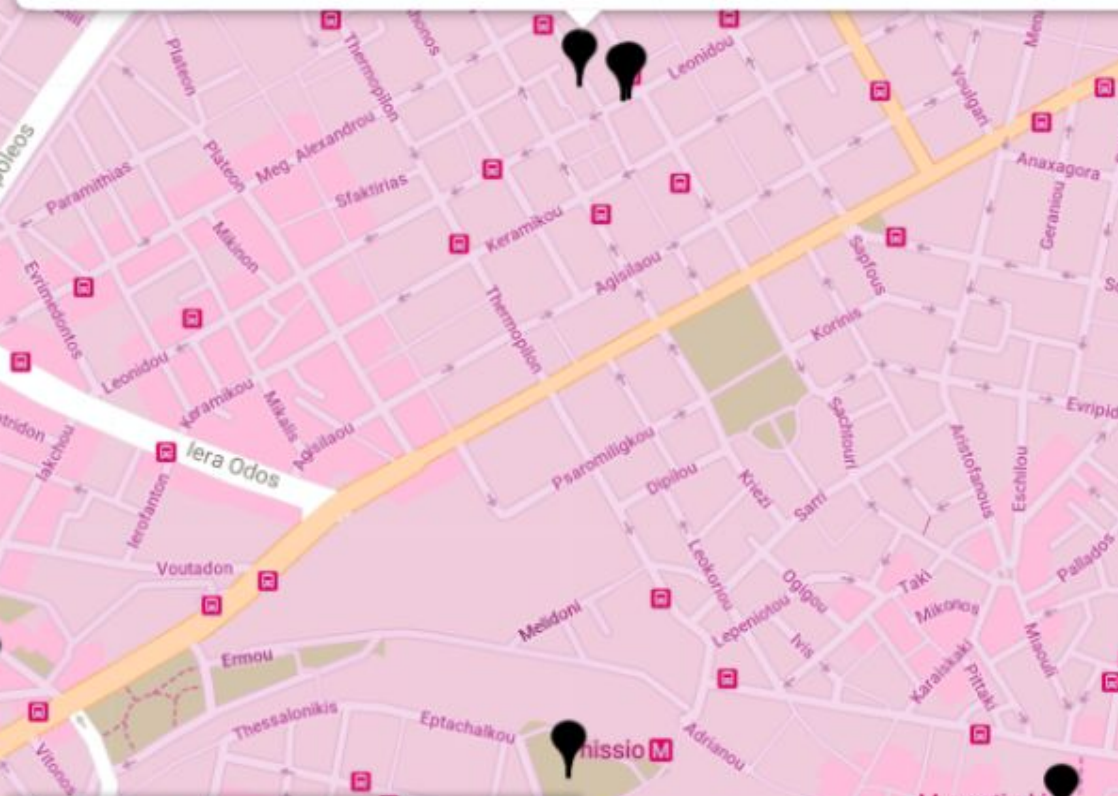 Plateon
Thermopilon
Leonidou
Voulgari
Meg. Alexandrou
Plateon
Anaxagora
Paramithias
Sfaktirias
Geraniou
Keramikou
Mikinon
Agisilaou
Sapfous
Evrimedontos
Thermopilon
Korinis
Leonidou
Keramikou
Mikalis
Agisilaou
Sachtouri
Iakchou
Iera Odos
Psaromiligkou
Dipilou
Kriezi
Sarri
Aristofanous
Eschilou
Ierofanton
Voutadon
Leokoriou
Ogigou
Taki
Pallados
Melidoni
Lepeniotou
Mikonos
Ivis
Miaouli
Ermou
Karaiskaki
Pittaki
Thessalonikis
Eptachalkou
Adrianou
M
Vitonos